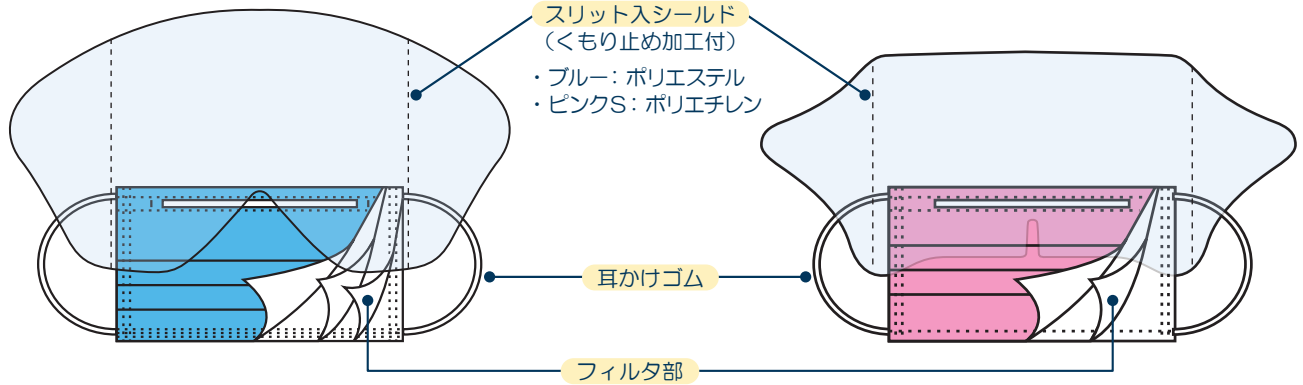 スリット入シールド
（くもり止め加工付）
・ブルー：ポリエステル
・ピンクS：ポリエチレン
耳かけゴム
フィルタ部